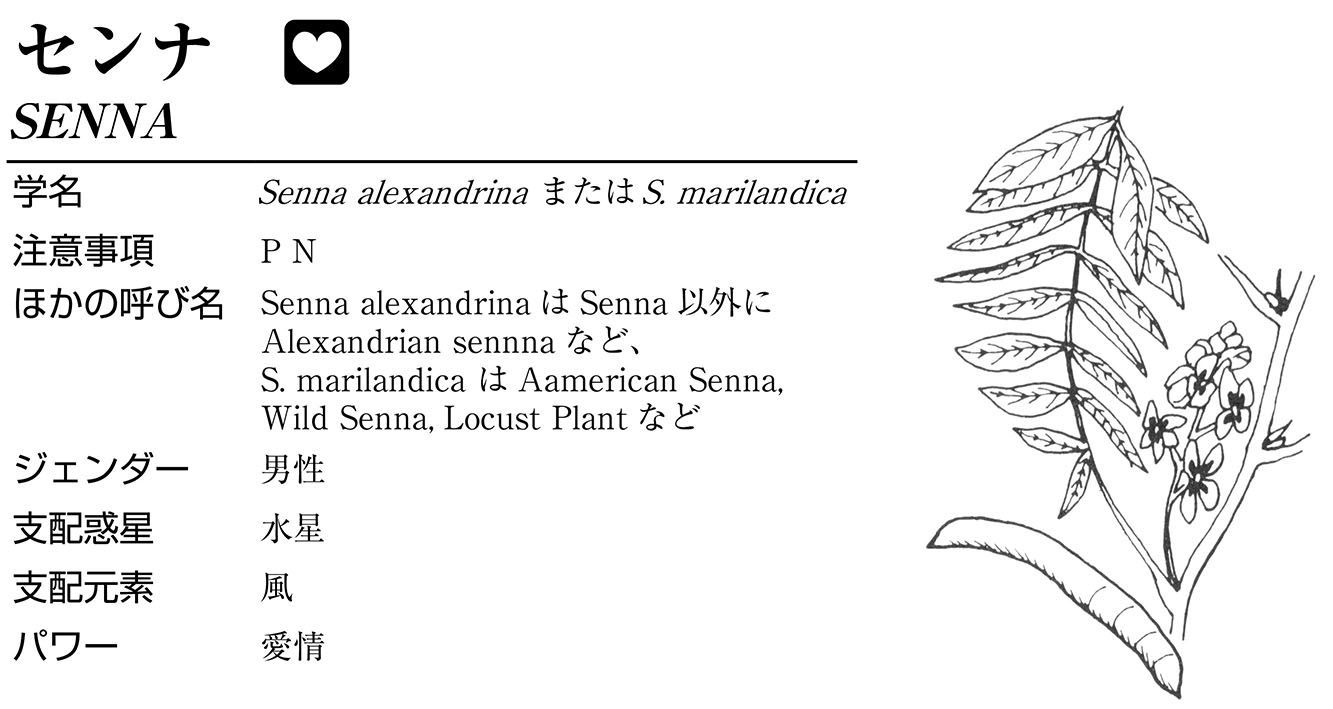 センナ
SENNA
学名 Senna alexandrina または S. marilandica
注意事項 P N
ほかの呼び名 Senna alexandrina は Senna 以外に
Alexandrian sennna など、
S. marilandica は Aamerican Senna,
Wild Senna, Locust Plant など
ジェンダー 男性
支配惑星 水星
支配元素 風
パワー 愛情